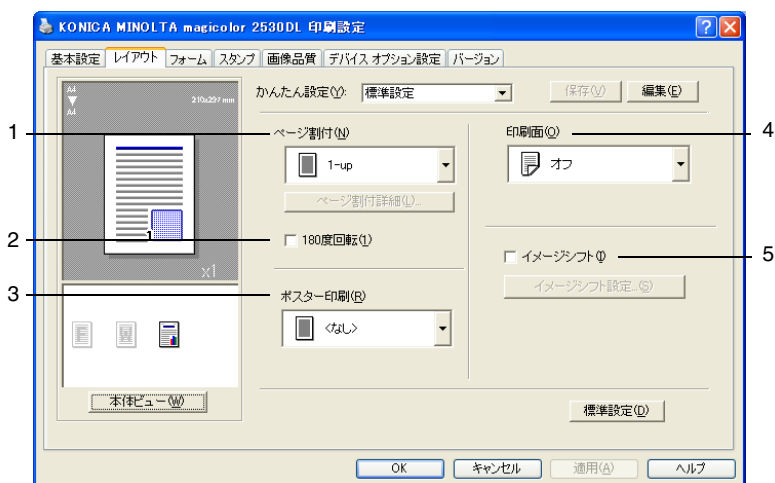 KONICA MINOLTA magicolor 2530DL 印刷設定
基本設定 レイアウト フォーム スタンプ 画像品質 デバイス オプション設定 バージョン
A4
210x297 mm
A4
かんたん設定(Y): 標準設定 保存(V) 編集(E)
1 ページ割付(N)
印刷面(O) 4
1-up
オフ
ページ割付詳細(L)...
2 180度回転(1)
1
x1
イメージシフト(I) 5
イメージシフト設定...(S)
3 ポスター印刷(R)
<なし>
本体ビュー(W)
標準設定(D)
OK キャンセル 適用(A) ヘルプ